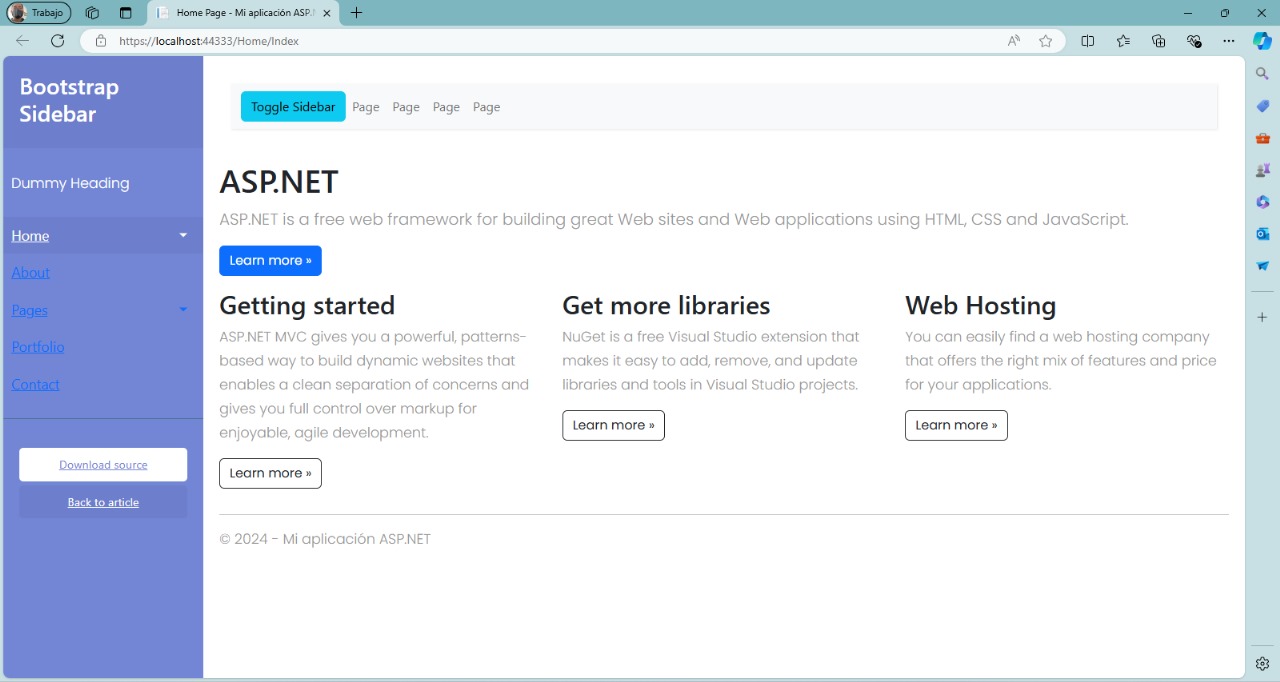 Trabajo
Home Page - Mi aplicación ASP.
https://localhost:44333/Home/Index
Bootstrap
Sidebar
Dummy Heading
Home
About
Pages
Portfolio
Contact
Download source
Back to article
Toggle Sidebar Page Page Page Page
ASP.NET
ASP.NET is a free web framework for building great Web sites and Web applications using HTML, CSS and JavaScript.
Learn more »
Getting started
ASP.NET MVC gives you a powerful, patterns-
based way to build dynamic websites that
enables a clean separation of concerns and
gives you full control over markup for
enjoyable, agile development.
Learn more »
Get more libraries
NuGet is a free Visual Studio extension that
makes it easy to add, remove, and update
libraries and tools in Visual Studio projects.
Learn more »
Web Hosting
You can easily find a web hosting company
that offers the right mix of features and price
for your applications.
Learn more »
© 2024 - Mi aplicación ASP.NET